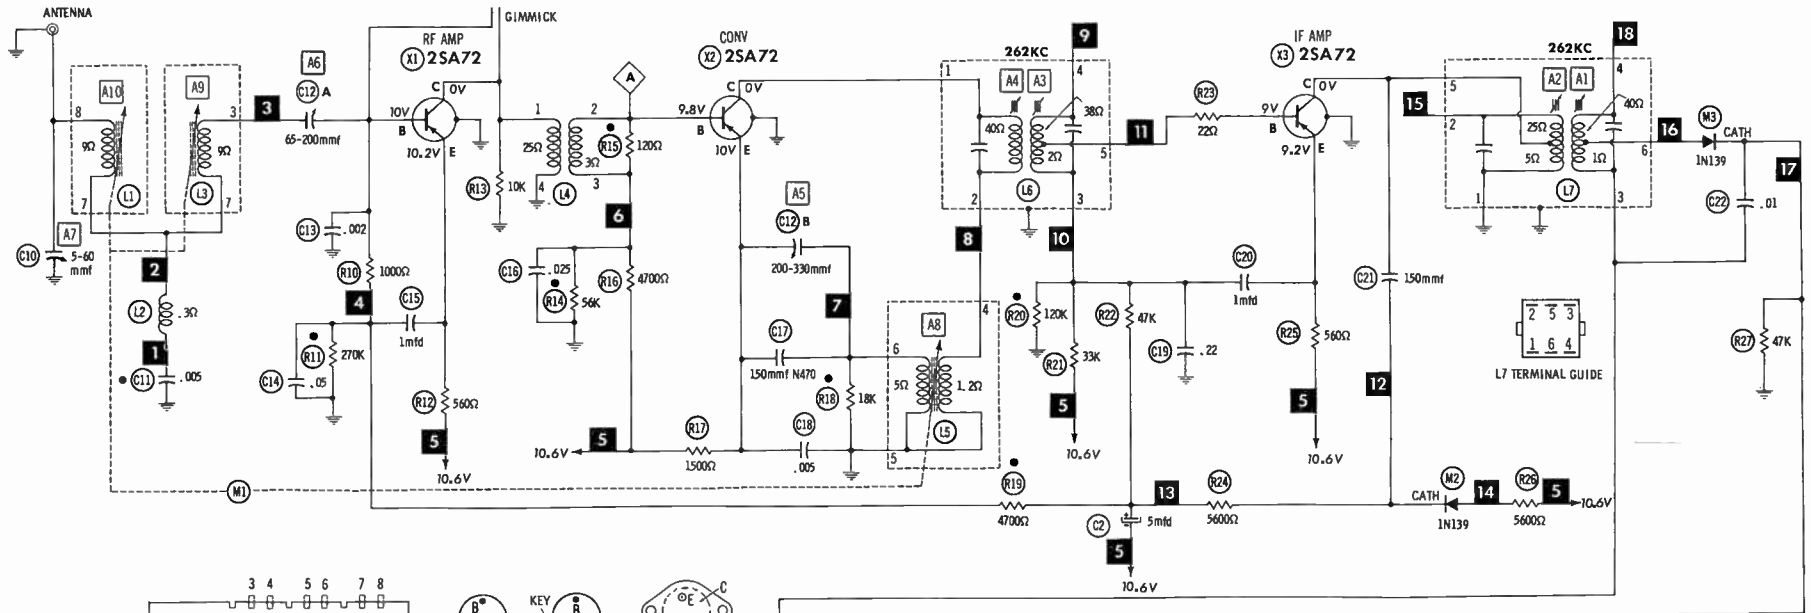 ANTENNA
GIMMICK
RF AMP
X1 2SA72
CONV
X2 2SA72
IF AMP
X3 2SA72
262KC
262KC
9
18
A10
A9
A6
C12 A
65-200mmf
3
8
9Ω
7
L1
3
9Ω
7
L3
10V
B
C 0V
10.2V E
A
1
25Ω
4
2
3Ω
3
L4
R15
120Ω
R13
10K
9.8V
B
C 0V
10V E
1
A4
A3
4
40Ω
38Ω
2Ω
5
2
L6
3
11
R23
22Ω
9V
B
C 0V
9.2V E
15
5
2
A2
A1
4
40Ω
25Ω
5Ω
1Ω
6
1
L7
3
16
M3
CATH
1N139
17
C22
.01
C10
A7
5-60
mmf
2
L2
.3Ω
1
C11
.005
C13
.002
R10
1000Ω
4
C15
1mfd
R11
270K
C14
.05
R12
560Ω
5
10.6V
6
C16
.025
R14
56K
R16
4700Ω
A5
C12 B
200-330mmf
7
C17
150mmf N470
R18
18K
5
10.6V
R17
1500Ω
C18
.005
8
4
A8
6
5Ω
1.2Ω
L5
5
10
R20
120K
R21
33K
5
10.6V
R22
47K
C19
.22
C20
1mfd
R25
560Ω
5
10.6V
C21
150mmf
12
2 5 3
1 6 4
L7 TERMINAL GUIDE
R27
47K
M1
R19
4700Ω
13
C2
5mfd
5
10.6V
R24
5600Ω
CATH
M2
1N139
14
R26
5600Ω
5
10.6V
3 4 5 6 7 8
B
KEY
B
E
C